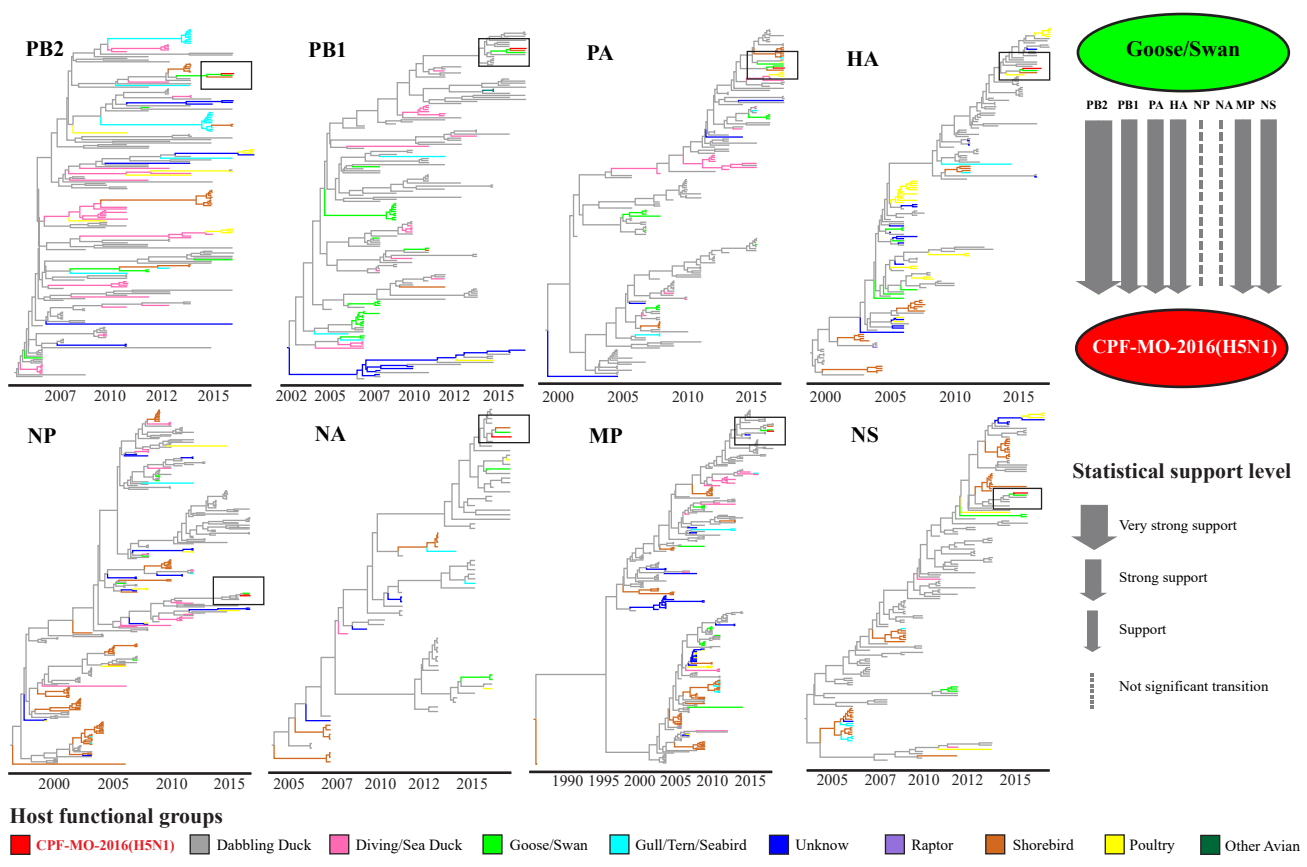 PB2
PB1
PA
HA
Goose/Swan
PB2 PB1 PA HA NP NA MP NS
CPF-MO-2016(H5N1)
2007 2010 2012 2015
2002 2005 2007 2010 2012 2015
2000 2005 2010 2015
2000 2005 2010 2015
NP
NA
MP
NS
Statistical support level
Very strong support
Strong support
Support
Not significant transition
2000 2005 2010 2015
2005 2007 2010 2012 2015
1990 1995 2000 2005 2010 2015
2005 2007 2010 2012 2015
Host functional groups
CPF-MO-2016(H5N1) Dabbling Duck Diving/Sea Duck Goose/Swan Gull/Tern/Seabird Unknow Raptor Shorebird Poultry Other Avian